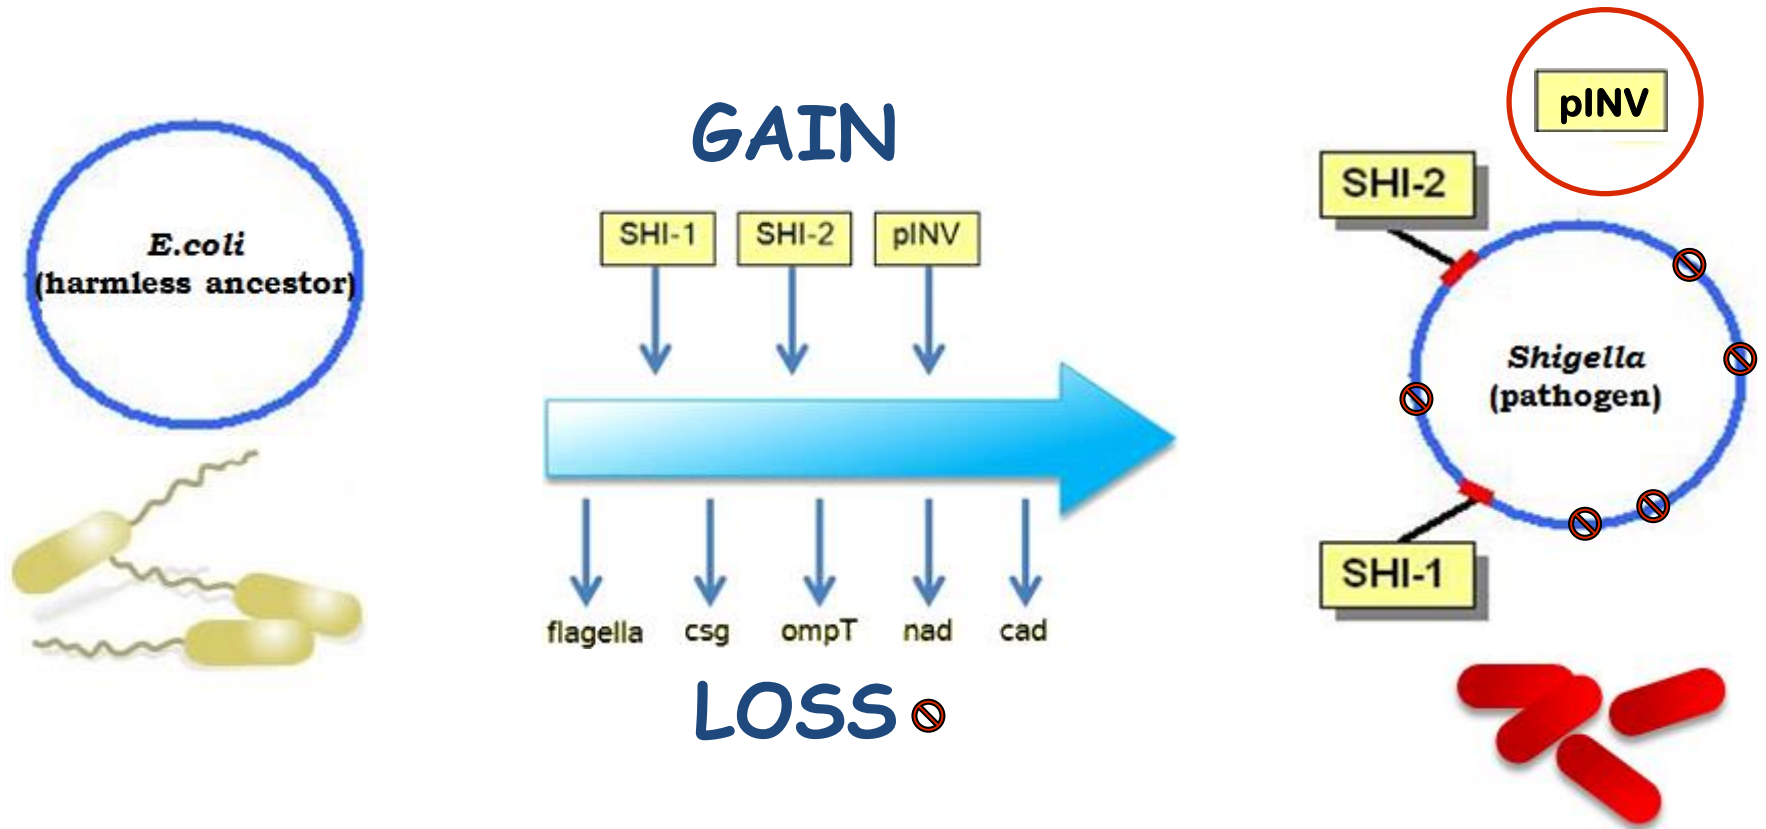 E.coli
(harmless ancestor)
GAIN
SHI-1 SHI-2 pINV
flagella csg ompT nad cad
LOSS
pINV
SHI-2
Shigella
(pathogen)
SHI-1